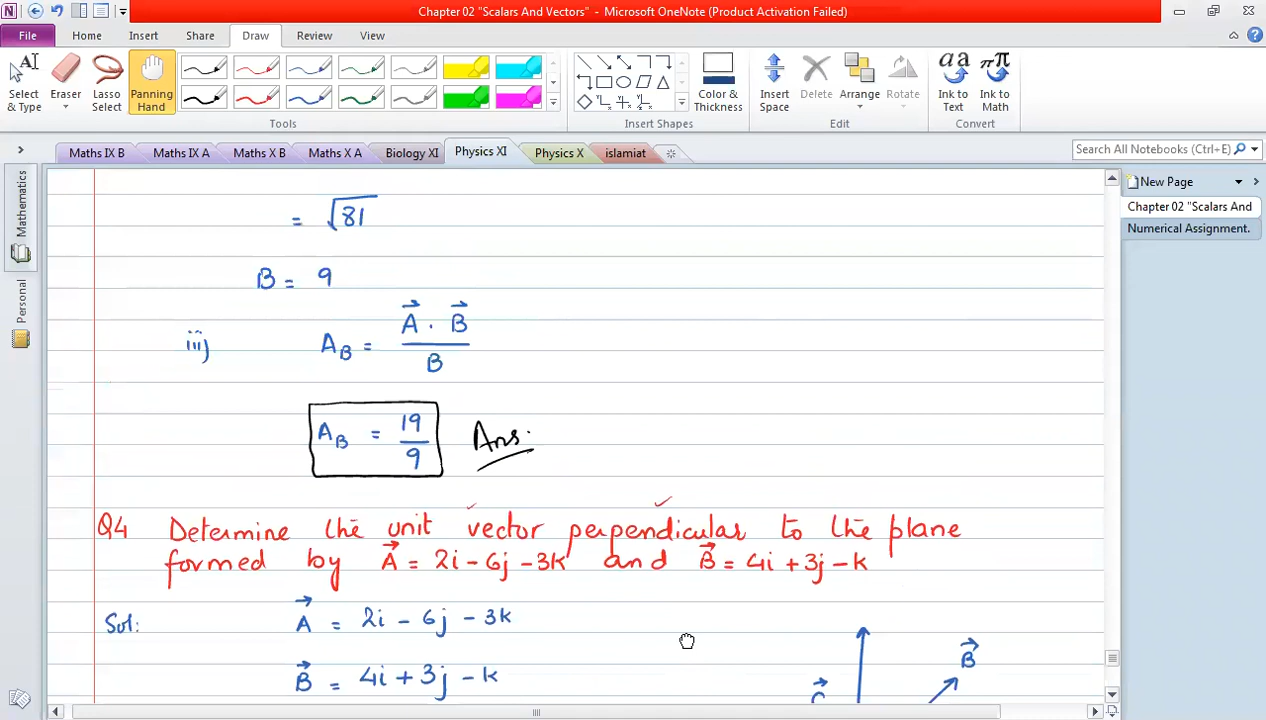 Chapter 02 "Scalars And Vectors" - Microsoft OneNote (Product Activation Failed)
File Home Insert Share Draw Review View
Select & Type Eraser Lasso Select Panning Hand Color & Thickness Insert Space Delete Arrange Rotate Ink to Text Ink to Math
Tools Insert Shapes Edit Convert
Maths IX B Maths IX A Maths X B Maths X A Biology XI Physics XI Physics X islamiat Search All Notebooks (Ctrl+E)
Mathematics
Personal
New Page
Chapter 02 "Scalars And
Numerical Assignment.
= √81
B = 9
iii) A_B = (A⃗ · B⃗)/B
A_B = 19/9 Ans.
Q4 Determine the unit vector perpendicular to the plane
formed by A⃗ = 2i - 6j - 3k and B⃗ = 4i + 3j - k
Sol: A⃗ = 2i - 6j - 3k
B⃗ = 4i + 3j - k
B⃗